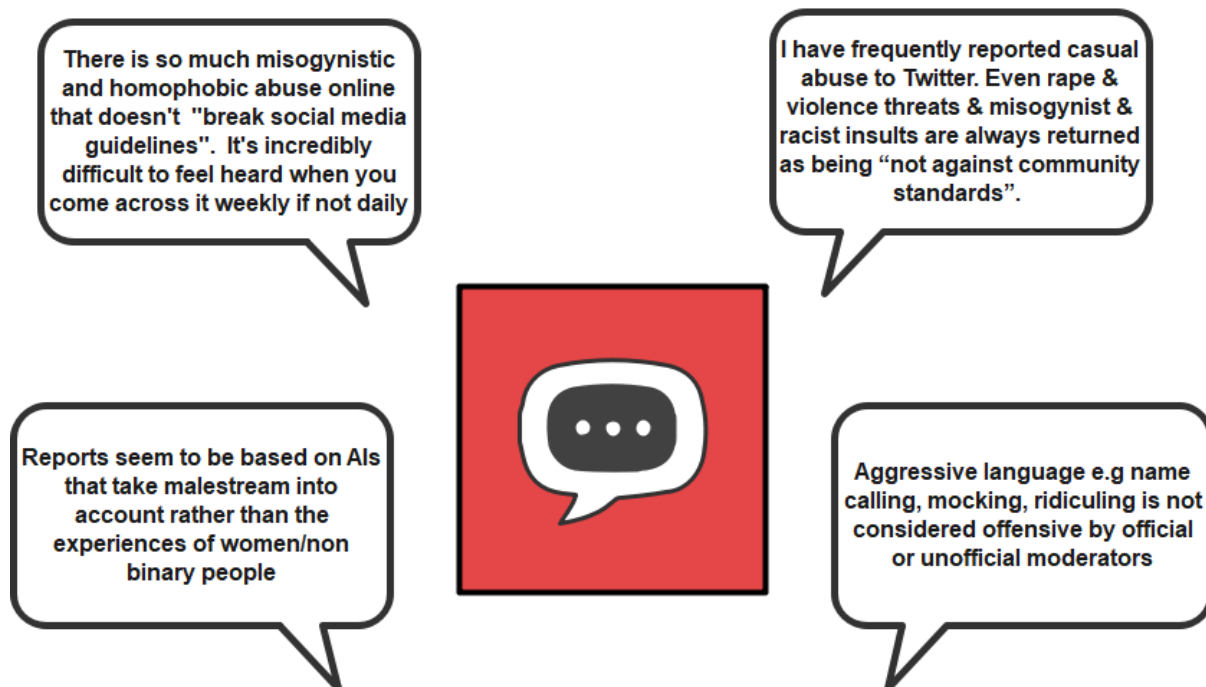 There is so much misogynistic
and homophobic abuse online
that doesn't  "break social media
guidelines".  It's incredibly
difficult to feel heard when you
come across it weekly if not daily
I have frequently reported casual
abuse to Twitter. Even rape &
violence threats & misogynist &
racist insults are always returned
as being “not against community
standards”.
Reports seem to be based on AIs
that take malestream into
account rather than the
experiences of women/non
binary people
Aggressive language e.g name
calling, mocking, ridiculing is not
considered offensive by official
or unofficial moderators